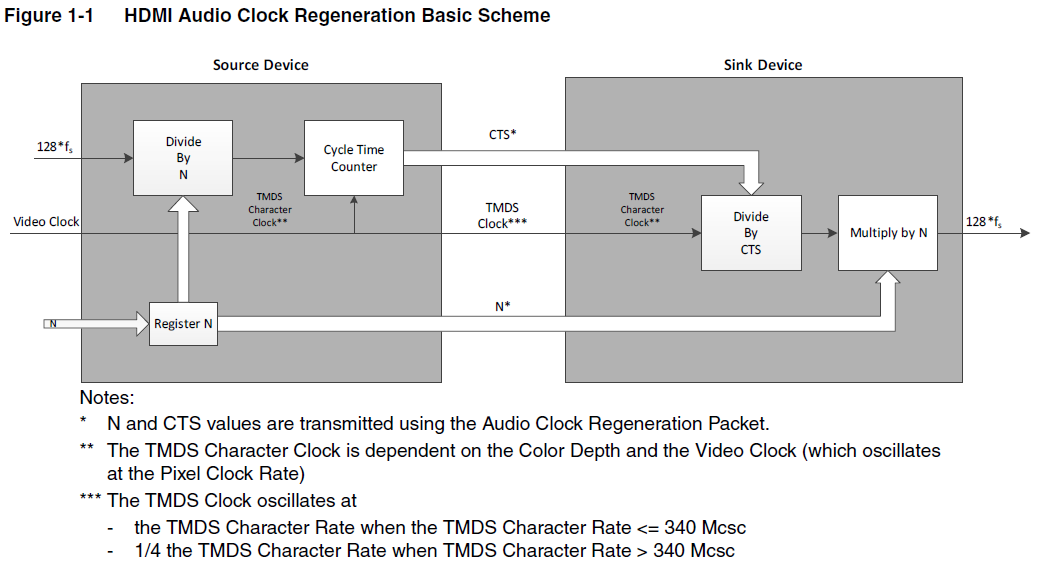 Figure 1-1 HDMI Audio Clock Regeneration Basic Scheme
Source Device
Sink Device
128*fs
Divide
By
N
Cycle Time
Counter
CTS*
Video Clock
TMDS
Character
Clock**
TMDS
Clock***
TMDS
Character
Clock**
Divide
By
CTS
Multiply by N
128*fs
N
Register N
N*
Notes:
* N and CTS values are transmitted using the Audio Clock Regeneration Packet.
** The TMDS Character Clock is dependent on the Color Depth and the Video Clock (which oscillates
at the Pixel Clock Rate)
*** The TMDS Clock oscillates at
- the TMDS Character Rate when the TMDS Character Rate <= 340 Mcsc
- 1/4 the TMDS Character Rate when TMDS Character Rate > 340 Mcsc